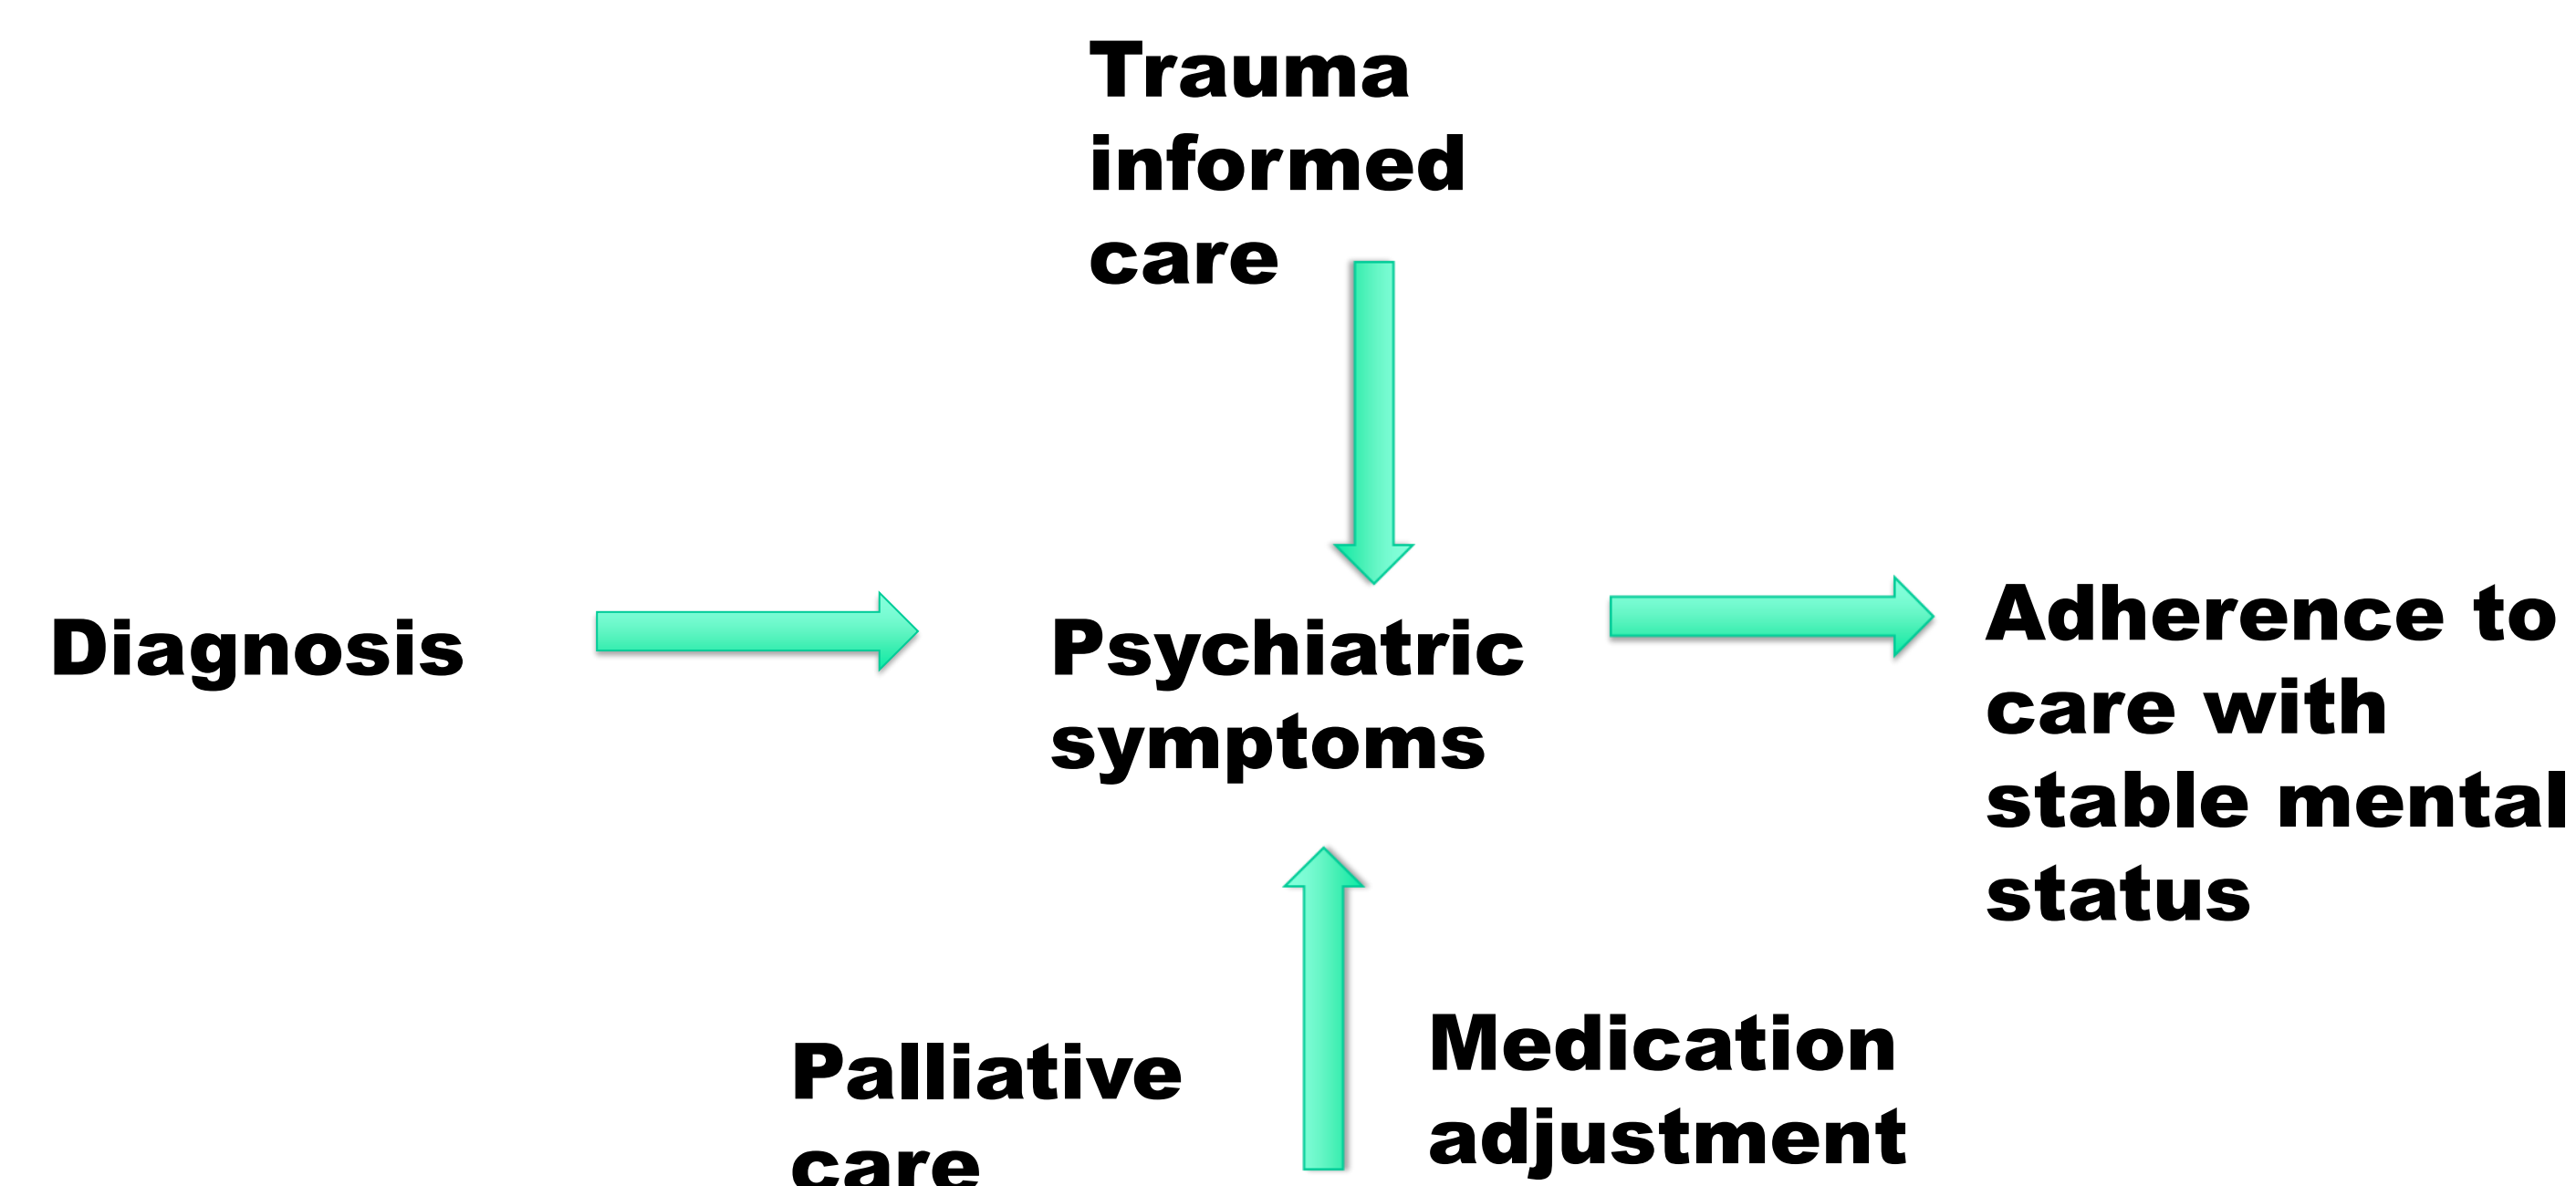 Trauma
informed
care
Diagnosis
Psychiatric
symptoms
Adherence to
care with
stable mental
status
Palliative
care
Medication
adjustment